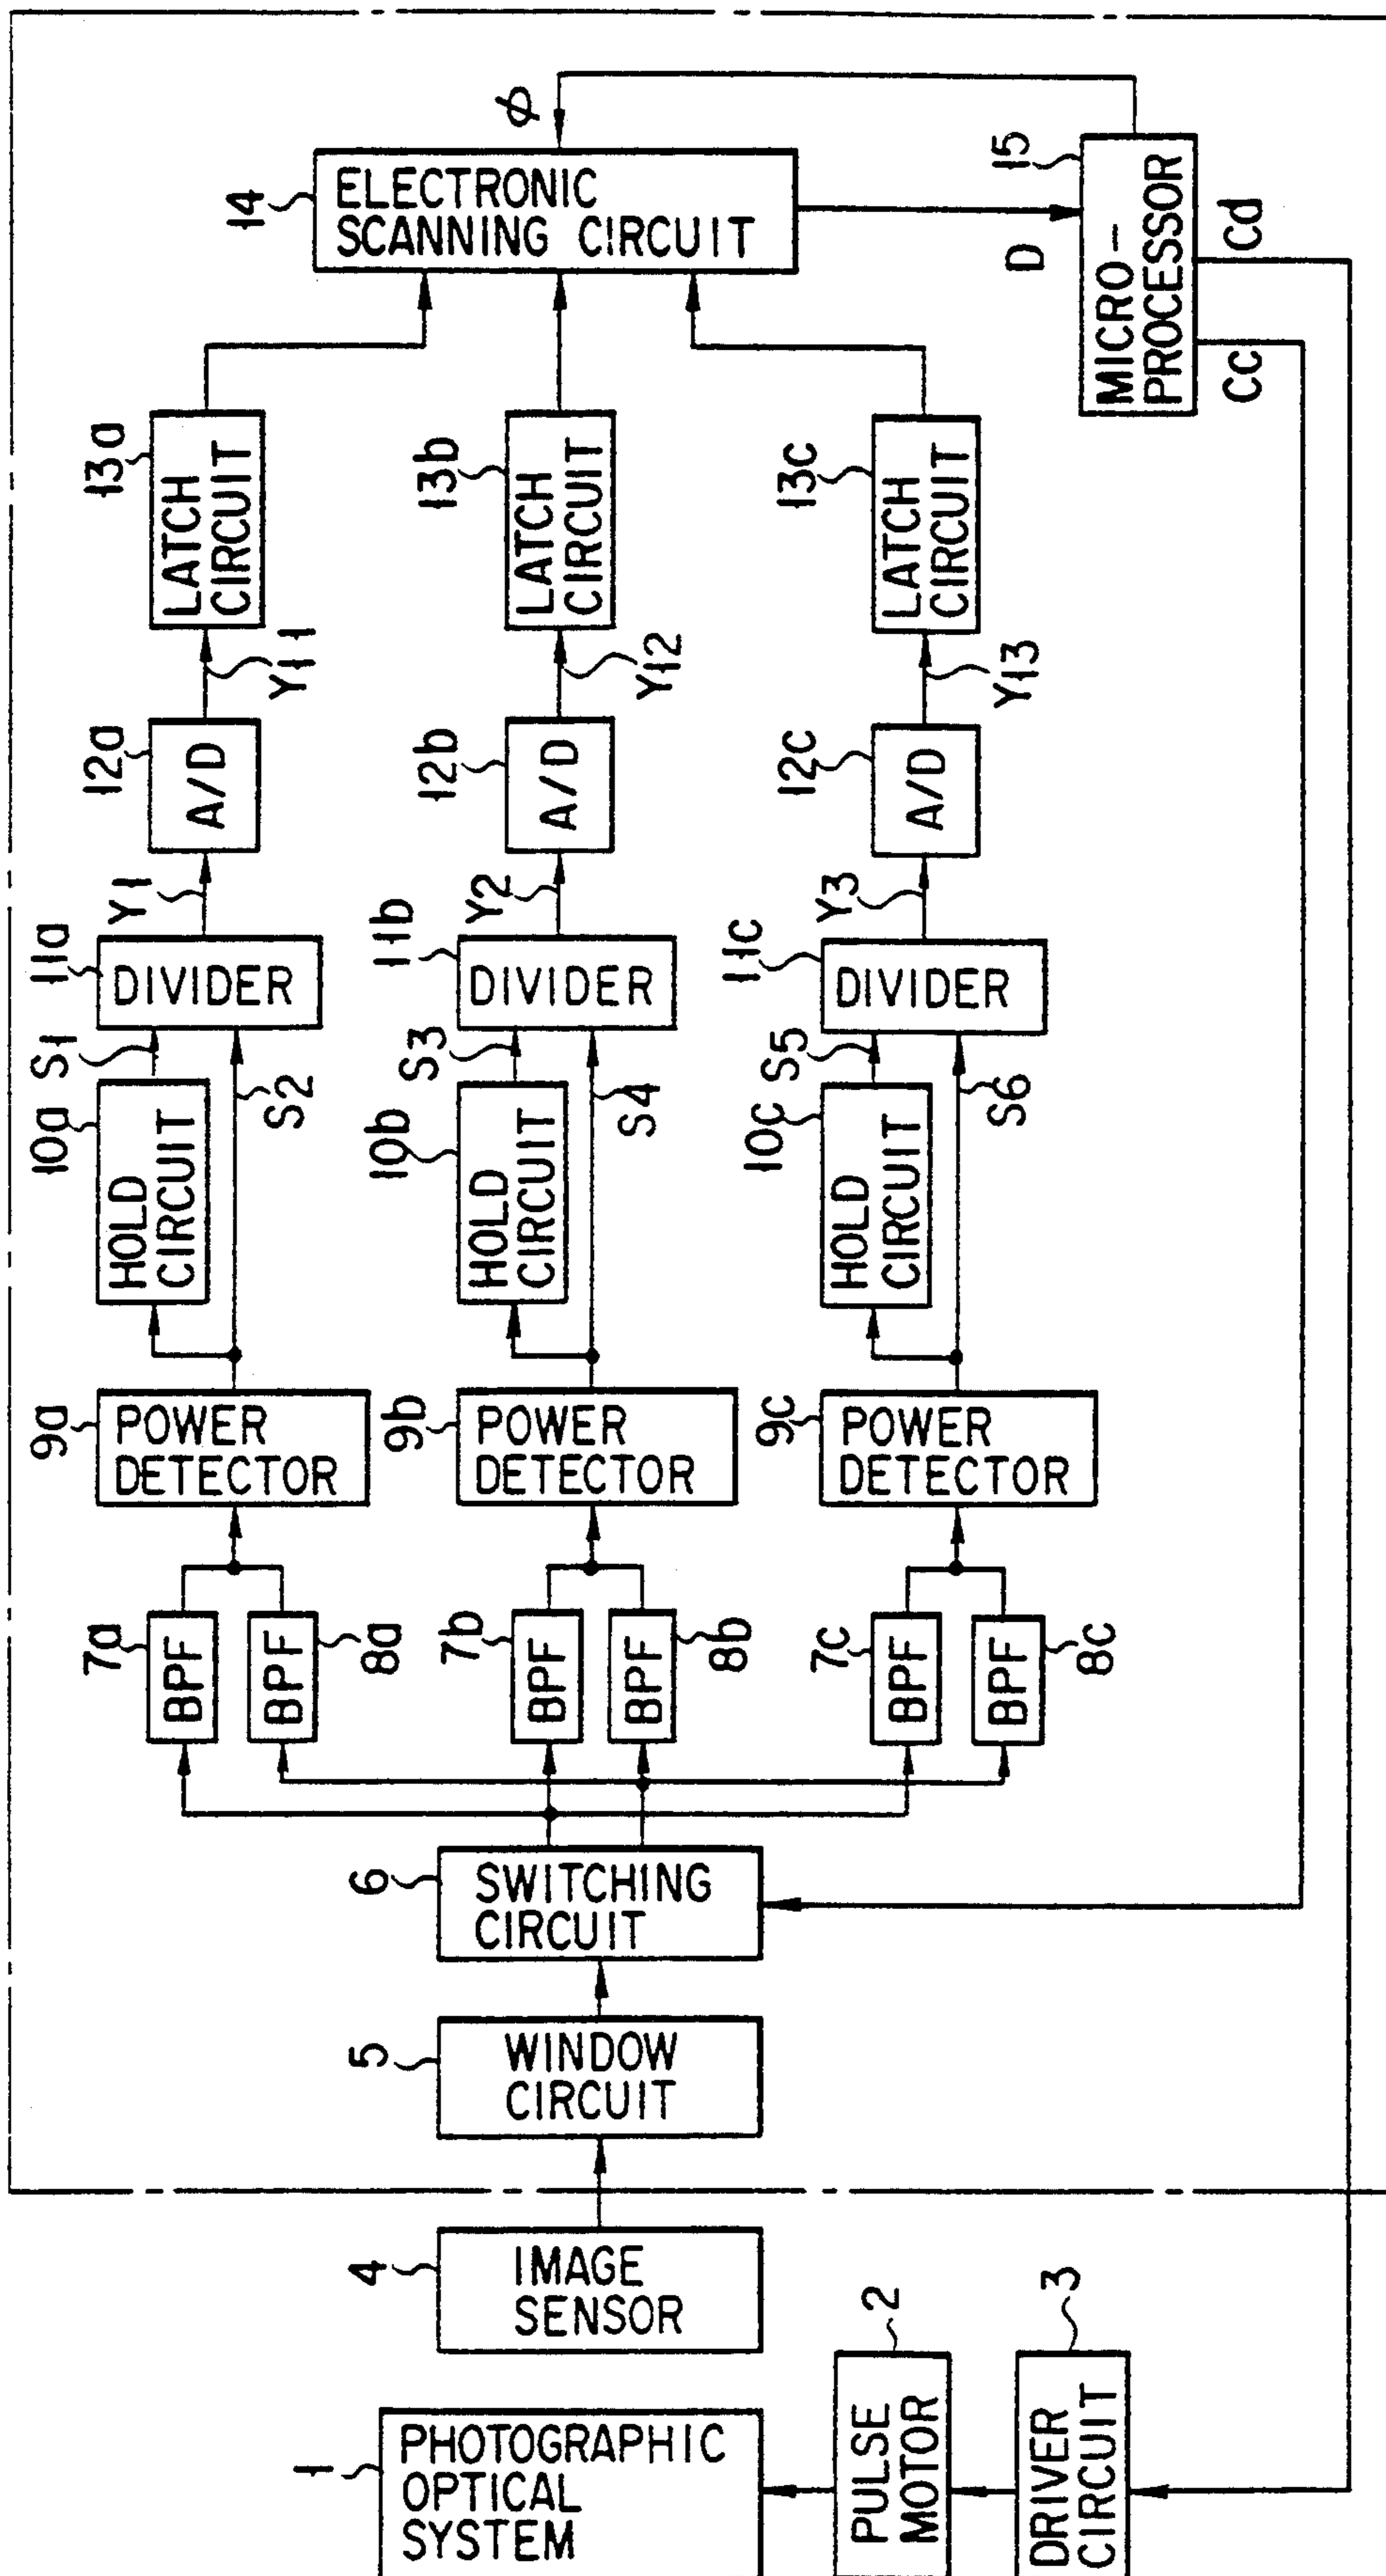 1
PHOTOGRAPHIC
OPTICAL
SYSTEM
2
PULSE
MOTOR
3
DRIVER
CIRCUIT
4
IMAGE
SENSOR
5
WINDOW
CIRCUIT
6
SWITCHING
CIRCUIT
7a
BPF
BPF
8a
9a
POWER
DETECTOR
10a
HOLD
CIRCUIT
S1
S2
11a
DIVIDER
Y1
12a
A/D
Y11
13a
LATCH
CIRCUIT
7b
BPF
BPF
8b
9b
POWER
DETECTOR
10b
HOLD
CIRCUIT
S3
S4
11b
DIVIDER
Y2
12b
A/D
Y12
13b
LATCH
CIRCUIT
7c
BPF
BPF
8c
9c
POWER
DETECTOR
10c
HOLD
CIRCUIT
S5
S6
11c
DIVIDER
Y3
12c
A/D
Y13
13c
LATCH
CIRCUIT
14
ELECTRONIC
SCANNING CIRCUIT
ø
D
15
MICRO-
PROCESSOR
Cc
Cd